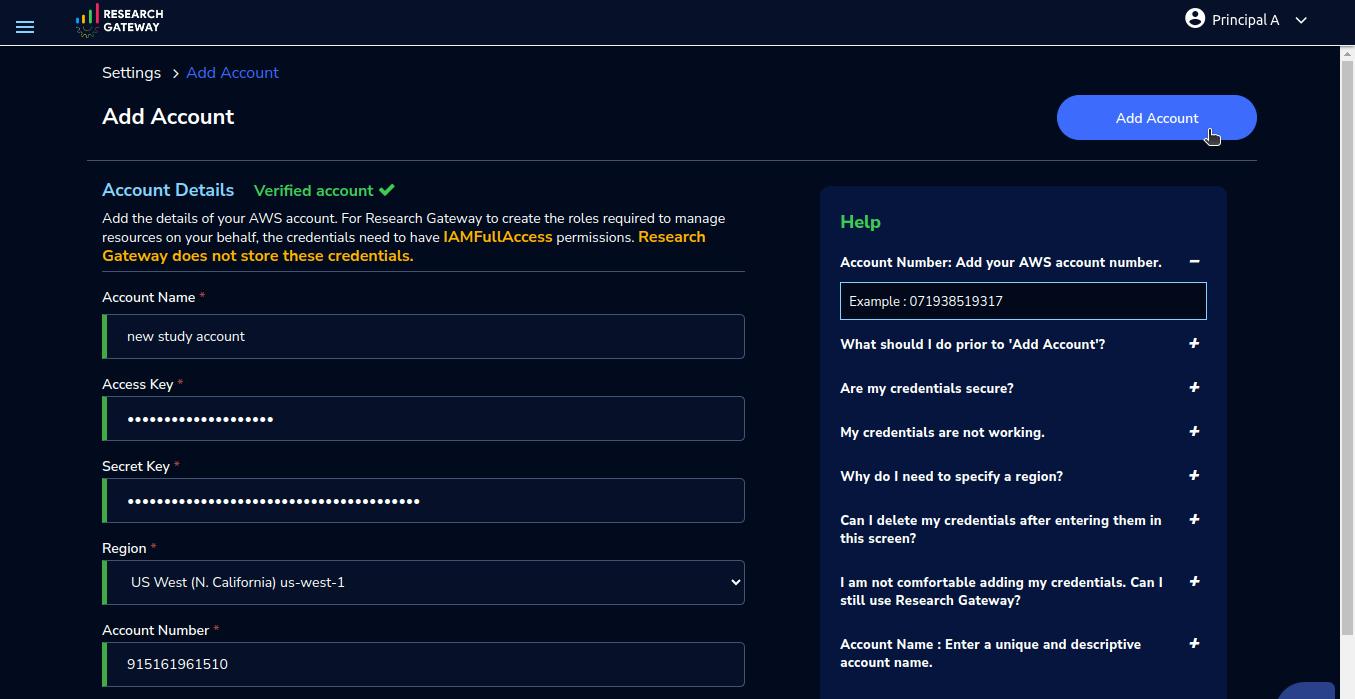 RESEARCH
GATEWAY
Principal A
Settings > Add Account
Add Account
Add Account
Account Details Verified account
Add the details of your AWS account. For Research Gateway to create the roles required to manage
resources on your behalf, the credentials need to have IAMFullAccess permissions. Research
Gateway does not store these credentials.
Account Name *
new study account
Access Key *
••••••••••••••••••••
Secret Key *
••••••••••••••••••••••••••••••••••••••••
Region *
US West (N. California) us-west-1
Account Number *
915161961510
Help
Account Number: Add your AWS account number. −
Example : 071938519317
What should I do prior to 'Add Account'? +
Are my credentials secure? +
My credentials are not working. +
Why do I need to specify a region? +
Can I delete my credentials after entering them in +
this screen?
I am not comfortable adding my credentials. Can I +
still use Research Gateway?
Account Name : Enter a unique and descriptive +
account name.